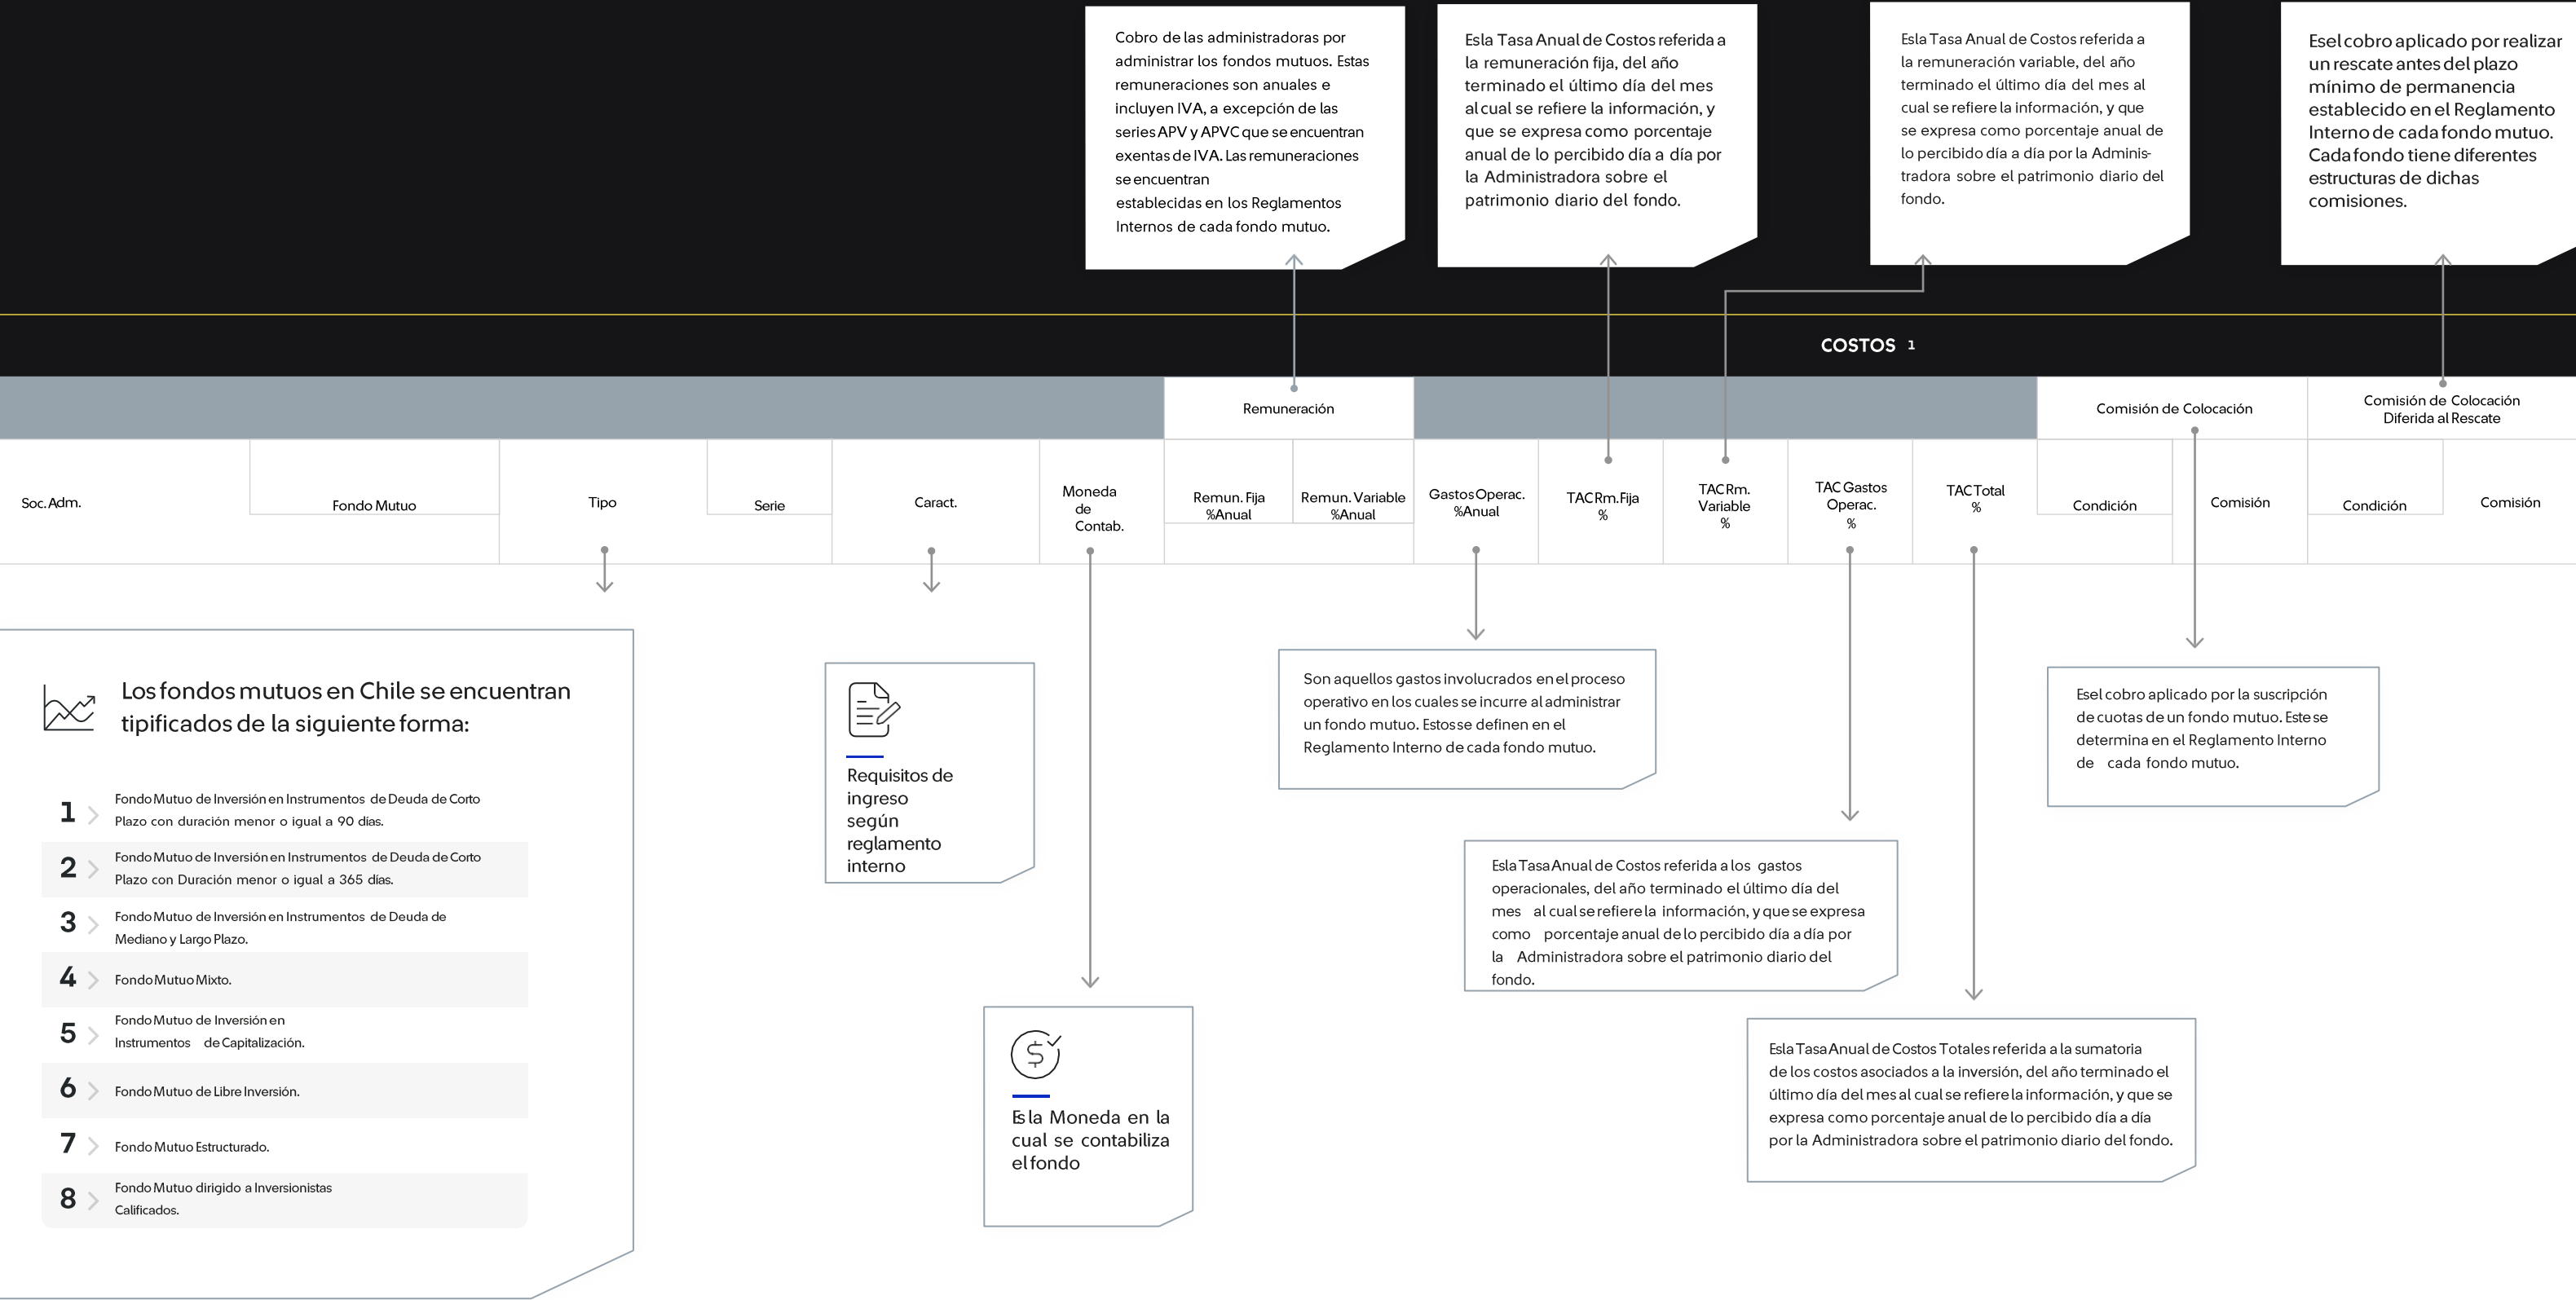 Cobro de las administradoras por
administrar los fondos mutuos. Estas
remuneraciones son anuales e
incluyen IVA, a excepción de las
series APV y APVC que se encuentran
exentas de IVA. Las remuneraciones
se encuentran
establecidas en los Reglamentos
Internos de cada fondo mutuo.
Es la Tasa Anual de Costos referida a
la remuneración fija, del año
terminado el último día del mes
al cual se refiere la información, y
que se expresa como porcentaje
anual de lo percibido día a día por
la Administradora sobre el
patrimonio diario del fondo.
Es la Tasa Anual de Costos referida a
la remuneración variable, del año
terminado el último día del mes al
cual se refiere la información, y que
se expresa como porcentaje anual de
lo percibido día a día por la Adminis-
tradora sobre el patrimonio diario del
fondo.
Es el cobro aplicado por realizar
un rescate antes del plazo
mínimo de permanencia
establecido en el Reglamento
Interno de cada fondo mutuo.
Cada fondo tiene diferentes
estructuras de dichas
comisiones.
COSTOS 1
Remuneración
Comisión de Colocación
Comisión de Colocación
Diferida al Rescate
Soc. Adm.
Fondo Mutuo
Tipo
Serie
Caract.
Moneda
de
Contab.
Remun. Fija
%Anual
Remun. Variable
%Anual
Gastos Operac.
%Anual
TAC Rm. Fija
%
TAC Rm.
Variable
%
TAC Gastos
Operac.
%
TAC Total
%
Condición
Comisión
Condición
Comisión
Los fondos mutuos en Chile se encuentran
tipificados de la siguiente forma:
1 Fondo Mutuo de Inversión en Instrumentos de Deuda de Corto
Plazo con duración menor o igual a 90 días.
2 Fondo Mutuo de Inversión en Instrumentos de Deuda de Corto
Plazo con Duración menor o igual a 365 días.
3 Fondo Mutuo de Inversión en Instrumentos de Deuda de
Mediano y Largo Plazo.
4 Fondo Mutuo Mixto.
5 Fondo Mutuo de Inversión en
Instrumentos de Capitalización.
6 Fondo Mutuo de Libre Inversión.
7 Fondo Mutuo Estructurado.
8 Fondo Mutuo dirigido a Inversionistas
Calificados.
Requisitos de
ingreso
según
reglamento
interno
$
Es la Moneda en la
cual se contabiliza
el fondo
Son aquellos gastos involucrados en el proceso
operativo en los cuales se incurre al administrar
un fondo mutuo. Estos se definen en el
Reglamento Interno de cada fondo mutuo.
Es la Tasa Anual de Costos referida a los gastos
operacionales, del año terminado el último día del
mes al cual se refiere la información, y que se expresa
como porcentaje anual de lo percibido día a día por
la Administradora sobre el patrimonio diario del
fondo.
Es la Tasa Anual de Costos Totales referida a la sumatoria
de los costos asociados a la inversión, del año terminado el
último día del mes al cual se refiere la información, y que se
expresa como porcentaje anual de lo percibido día a día
por la Administradora sobre el patrimonio diario del fondo.
Es el cobro aplicado por la suscripción
de cuotas de un fondo mutuo. Este se
determina en el Reglamento Interno
de cada fondo mutuo.